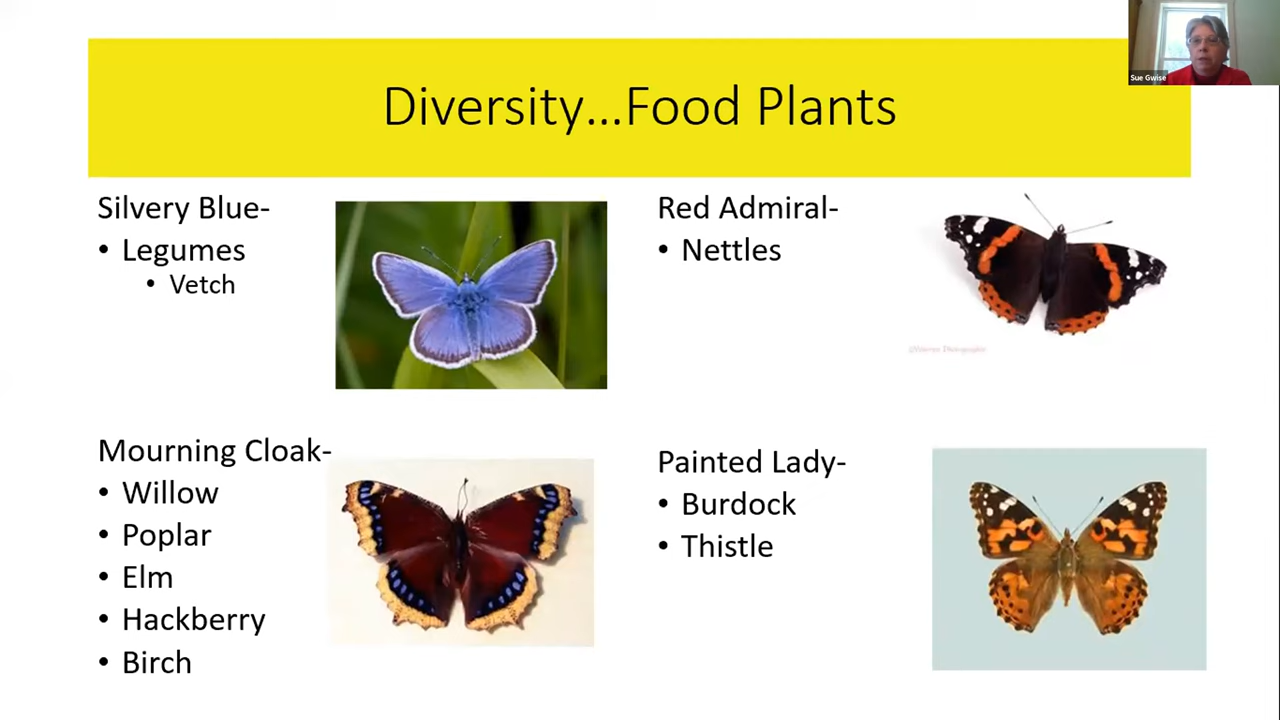 Diversity...Food Plants
Sue Gwise
Silvery Blue-
• Legumes
• Vetch
Red Admiral-
• Nettles
Mourning Cloak-
• Willow
• Poplar
• Elm
• Hackberry
• Birch
Painted Lady-
• Burdock
• Thistle